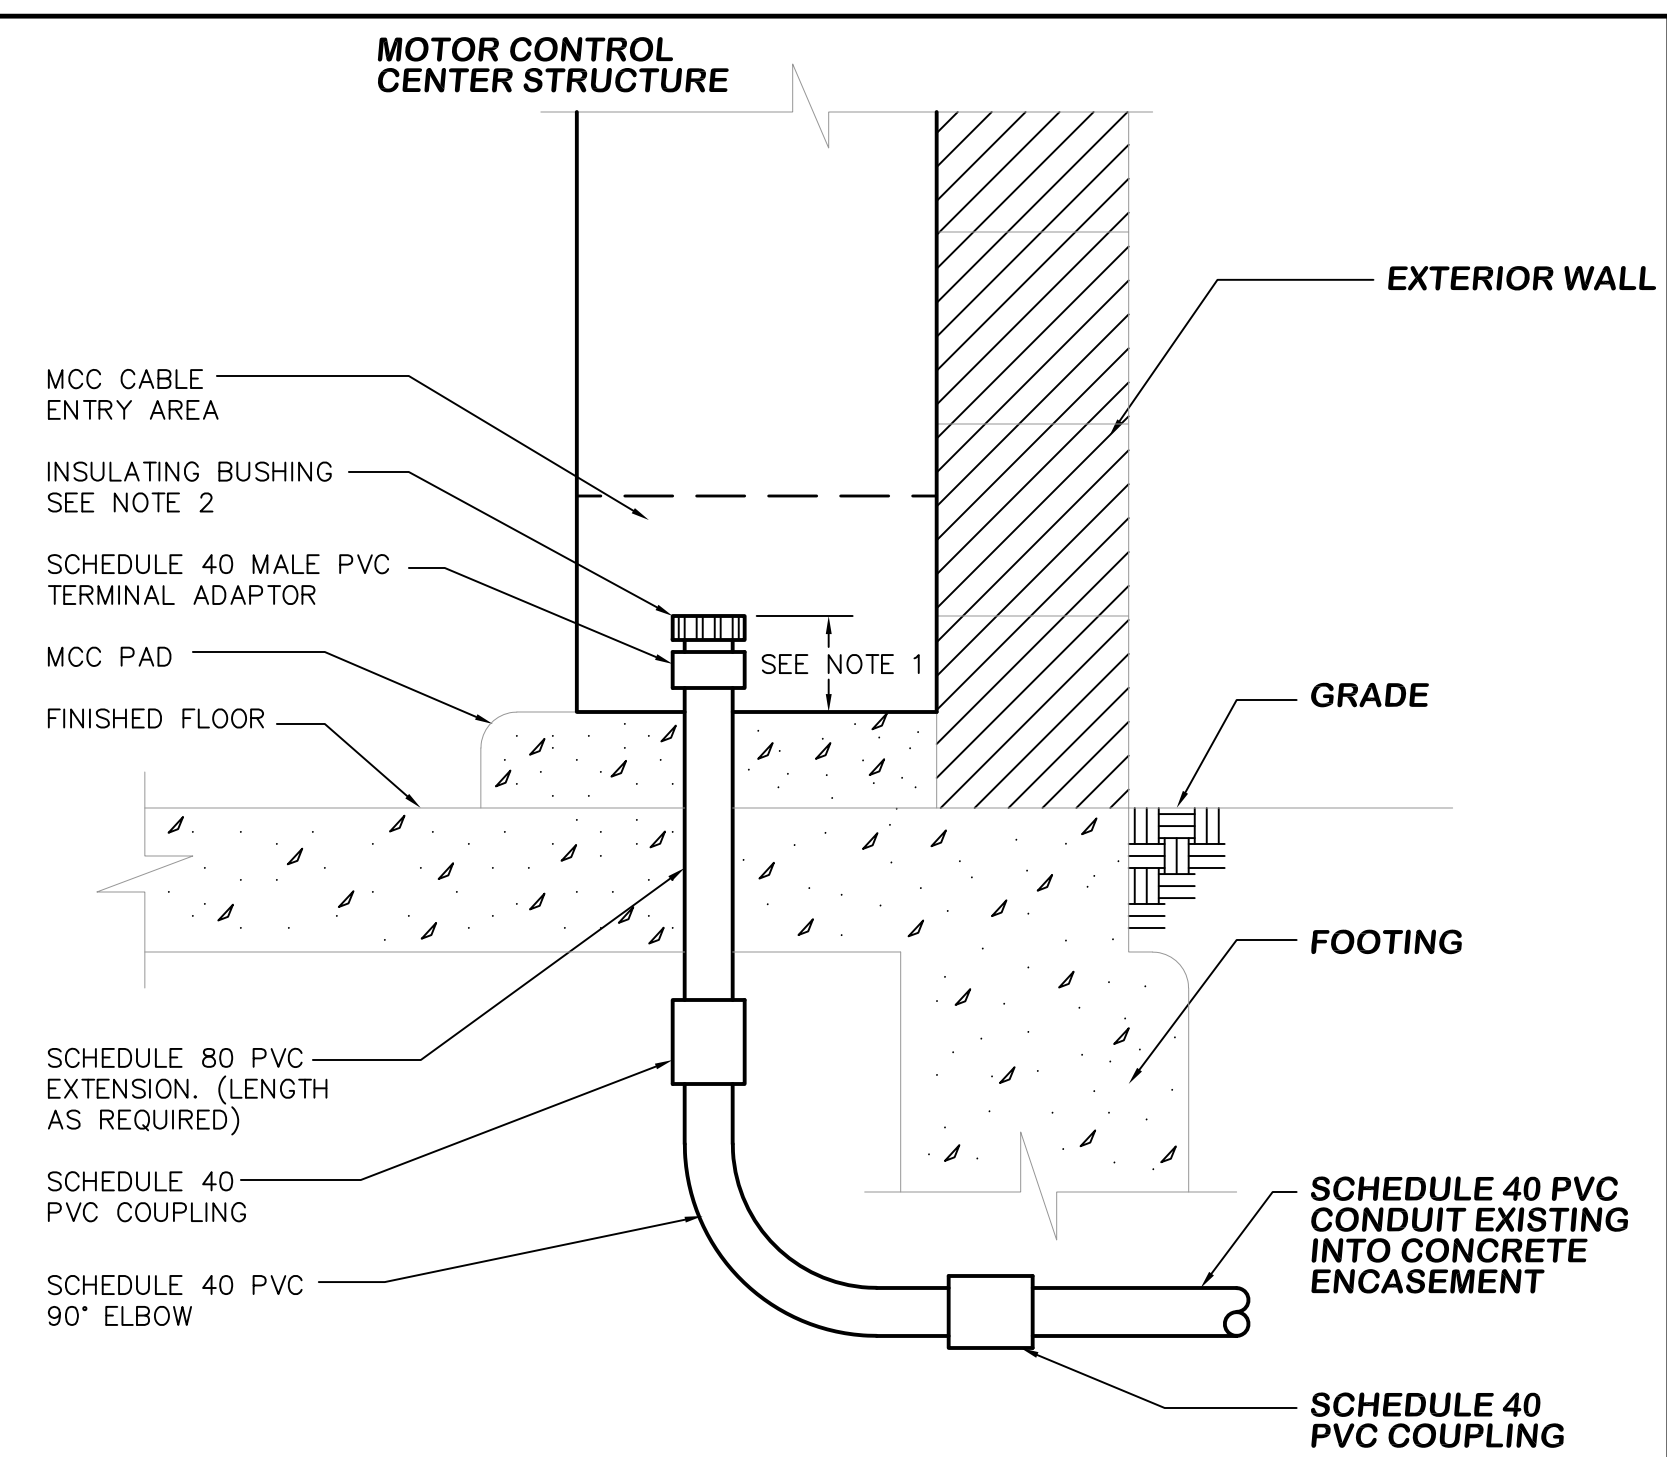 MOTOR CONTROL
CENTER STRUCTURE
EXTERIOR WALL
MCC CABLE
ENTRY AREA
INSULATING BUSHING
SEE NOTE 2
SCHEDULE 40 MALE PVC
TERMINAL ADAPTOR
SEE NOTE 1
MCC PAD
FINISHED FLOOR
GRADE
FOOTING
SCHEDULE 80 PVC
EXTENSION. (LENGTH
AS REQUIRED)
SCHEDULE 40
PVC COUPLING
SCHEDULE 40 PVC
90° ELBOW
SCHEDULE 40 PVC
CONDUIT EXISTING
INTO CONCRETE
ENCASEMENT
SCHEDULE 40
PVC COUPLING